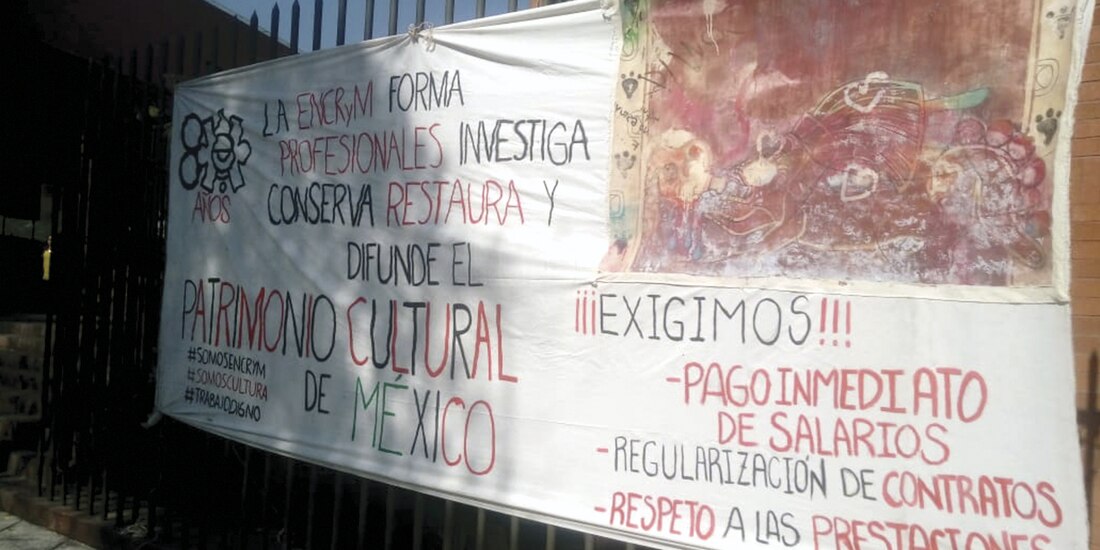 80
AÑOS
LA ENCRyM FORMA
PROFESIONALES INVESTIGA
CONSERVA RESTAURA Y
DIFUNDE EL
PATRIMONIO CULTURAL
DE MÉXICO
#SOMOSENCRYM
#SOMOSCULTURA
#TRABAJODIGNO
¡¡¡EXIGIMOS!!!
-PAGO INMEDIATO
DE SALARIOS
-REGULARIZACIÓN DE CONTRATOS
-RESPETO A LAS PRESTACIONES